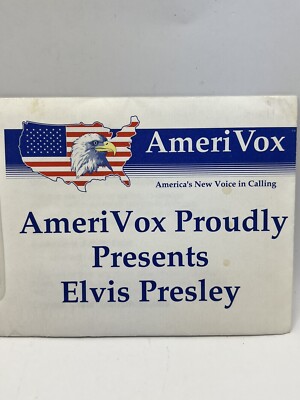 AmeriVox
America's New Voice in Calling
AmeriVox Proudly
Presents
Elvis Presley